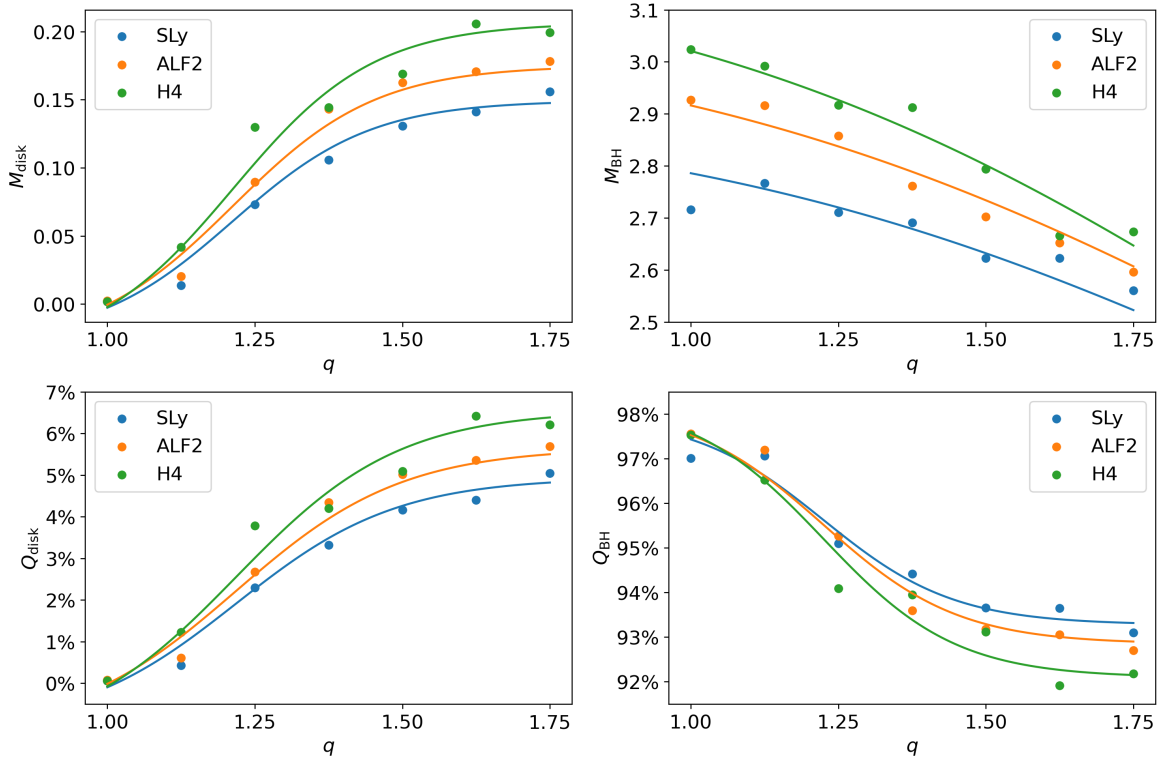 0.20
0.15
0.10
0.05
0.00
M_disk
SLy
ALF2
H4
1.00
1.25
1.50
1.75
q
3.1
3.0
2.9
2.8
2.7
2.6
2.5
M_BH
SLy
ALF2
H4
1.00
1.25
1.50
1.75
q
7%
6%
5%
4%
3%
2%
1%
0%
Q_disk
SLy
ALF2
H4
1.00
1.25
1.50
1.75
q
98%
97%
96%
95%
94%
93%
92%
Q_BH
SLy
ALF2
H4
1.00
1.25
1.50
1.75
q